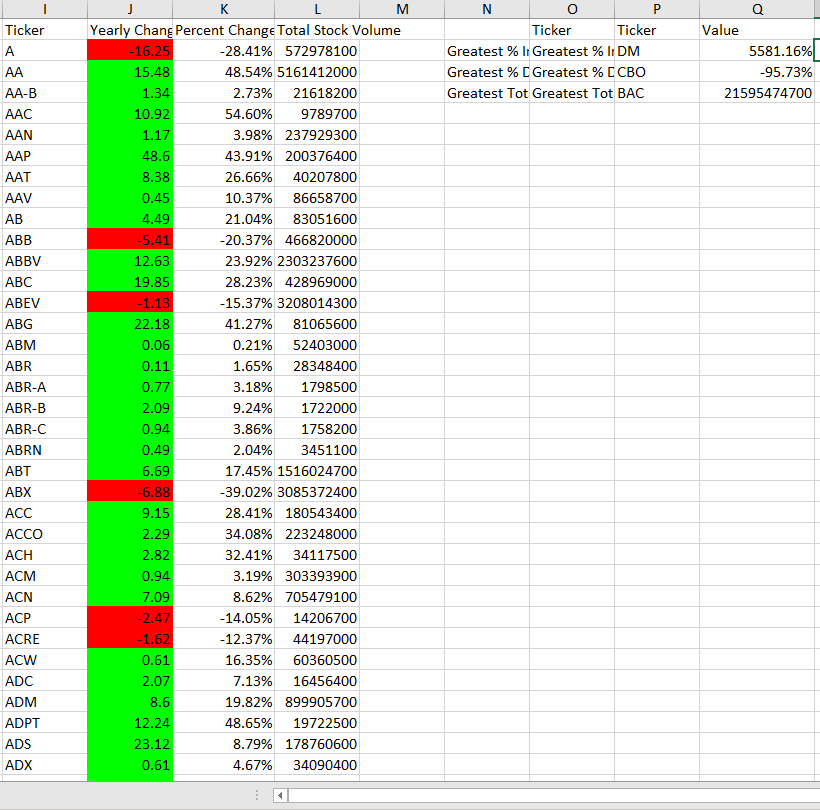 I J K L M N O P Q
Ticker Yearly Chang Percent Change Total Stock Volume Ticker Ticker Value
A -16.25 -28.41% 572978100 Greatest % Ir Greatest % Ir DM 5581.16%
AA 15.48 48.54% 5161412000 Greatest % D Greatest % D CBO -95.73%
AA-B 1.34 2.73% 21618200 Greatest Tot Greatest Tot BAC 21595474700
AAC 10.92 54.60% 9789700
AAN 1.17 3.98% 237929300
AAP 48.6 43.91% 200376400
AAT 8.38 26.66% 40207800
AAV 0.45 10.37% 86658700
AB 4.49 21.04% 83051600
ABB -5.41 -20.37% 466820000
ABBV 12.63 23.92% 2303237600
ABC 19.85 28.23% 428969000
ABEV -1.13 -15.37% 3208014300
ABG 22.18 41.27% 81065600
ABM 0.06 0.21% 52403000
ABR 0.11 1.65% 28348400
ABR-A 0.77 3.18% 1798500
ABR-B 2.09 9.24% 1722000
ABR-C 0.94 3.86% 1758200
ABRN 0.49 2.04% 3451100
ABT 6.69 17.45% 1516024700
ABX -6.88 -39.02% 3085372400
ACC 9.15 28.41% 180543400
ACCO 2.29 34.08% 223248000
ACH 2.82 32.41% 34117500
ACM 0.94 3.19% 303393900
ACN 7.09 8.62% 705479100
ACP -2.47 -14.05% 14206700
ACRE -1.62 -12.37% 44197000
ACW 0.61 16.35% 60360500
ADC 2.07 7.13% 16456400
ADM 8.6 19.82% 899905700
ADPT 12.24 48.65% 19722500
ADS 23.12 8.79% 178760600
ADX 0.61 4.67% 34090400